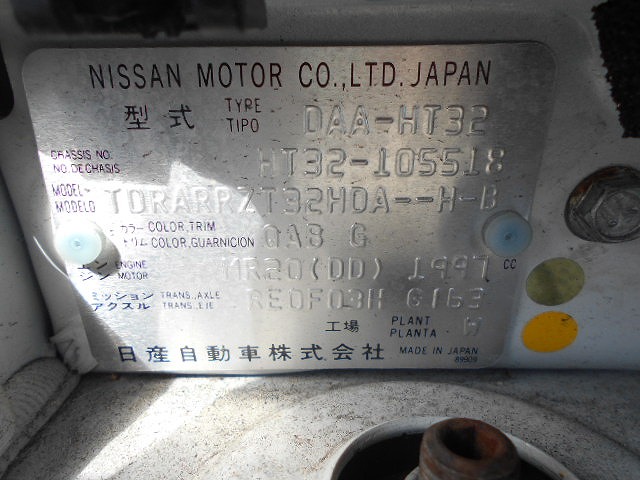 NISSAN MOTOR CO.,LTD.JAPAN
型式 TYPE TIPO DAA-HT32
CHASSIS NO. NO.DE CHASIS HT32-105518
MODEL MODELO TDRARRZT32HDA--H-B
カラー COLOR,TRIM
トリム COLOR,GUARNICION QAB G
エンジン ENGINE MOTOR MR20(DD) 1997 CC
ミッション TRANS.,AXLE
アクスル TRANS.,EJE RE0F03H G163
工場 PLANT PLANTA W
日産自動車株式会社 MADE IN JAPAN
89909